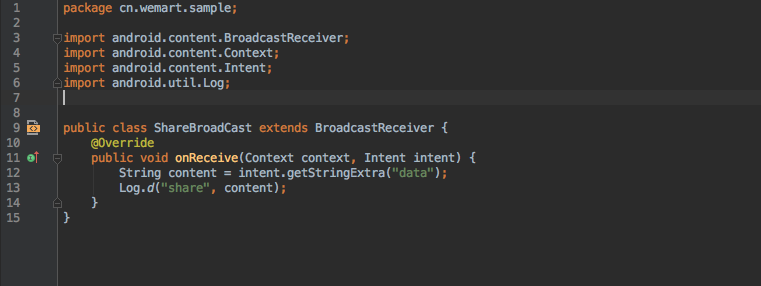 1 package cn.wemart.sample;
2
3 import android.content.BroadcastReceiver;
4 import android.content.Context;
5 import android.content.Intent;
6 import android.util.Log;
7
8
9 public class ShareBroadCast extends BroadcastReceiver {
10 @Override
11 public void onReceive(Context context, Intent intent) {
12 String content = intent.getStringExtra("data");
13 Log.d("share", content);
14 }
15 }